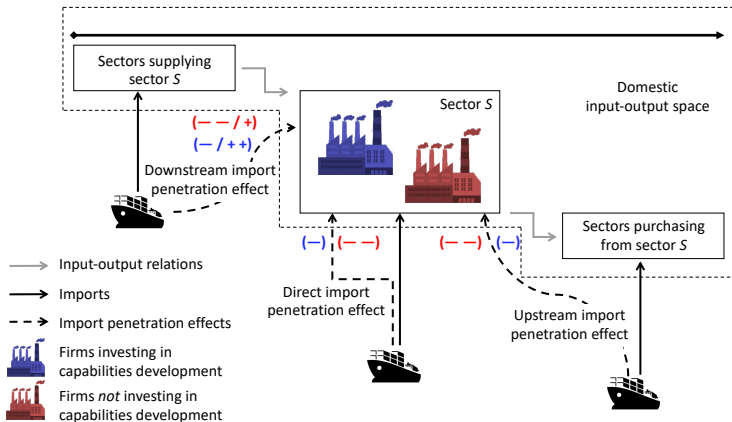 Sectors supplying
sector S
Sector S
Domestic
input-output space
(— — / +)
(— / + +)
Downstream import
penetration effect
(—) (— —)
(— —) (—)
Sectors purchasing
from sector S
Input-output relations
Imports
Import penetration effects
Direct import
penetration effect
Upstream import
penetration effect
Firms investing in
capabilities development
Firms not investing in
capabilities development